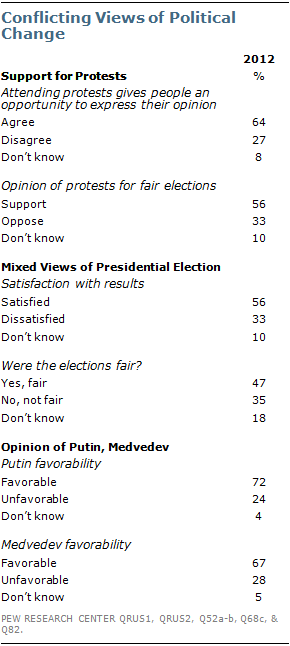 Conflicting Views of Political
Change
2012
Support for Protests %
Attending protests gives people an
opportunity to express their opinion
Agree 64
Disagree 27
Don't know 8
Opinion of protests for fair elections
Support 56
Oppose 33
Don't know 10
Mixed Views of Presidential Election
Satisfaction with results
Satisfied 56
Dissatisfied 33
Don't know 10
Were the elections fair?
Yes, fair 47
No, not fair 35
Don't know 18
Opinion of Putin, Medvedev
Putin favorability
Favorable 72
Unfavorable 24
Don't know 4
Medvedev favorability
Favorable 67
Unfavorable 28
Don't know 5
PEW RESEARCH CENTER QRUS1, QRUS2, Q52a-b, Q68c, &
Q82.